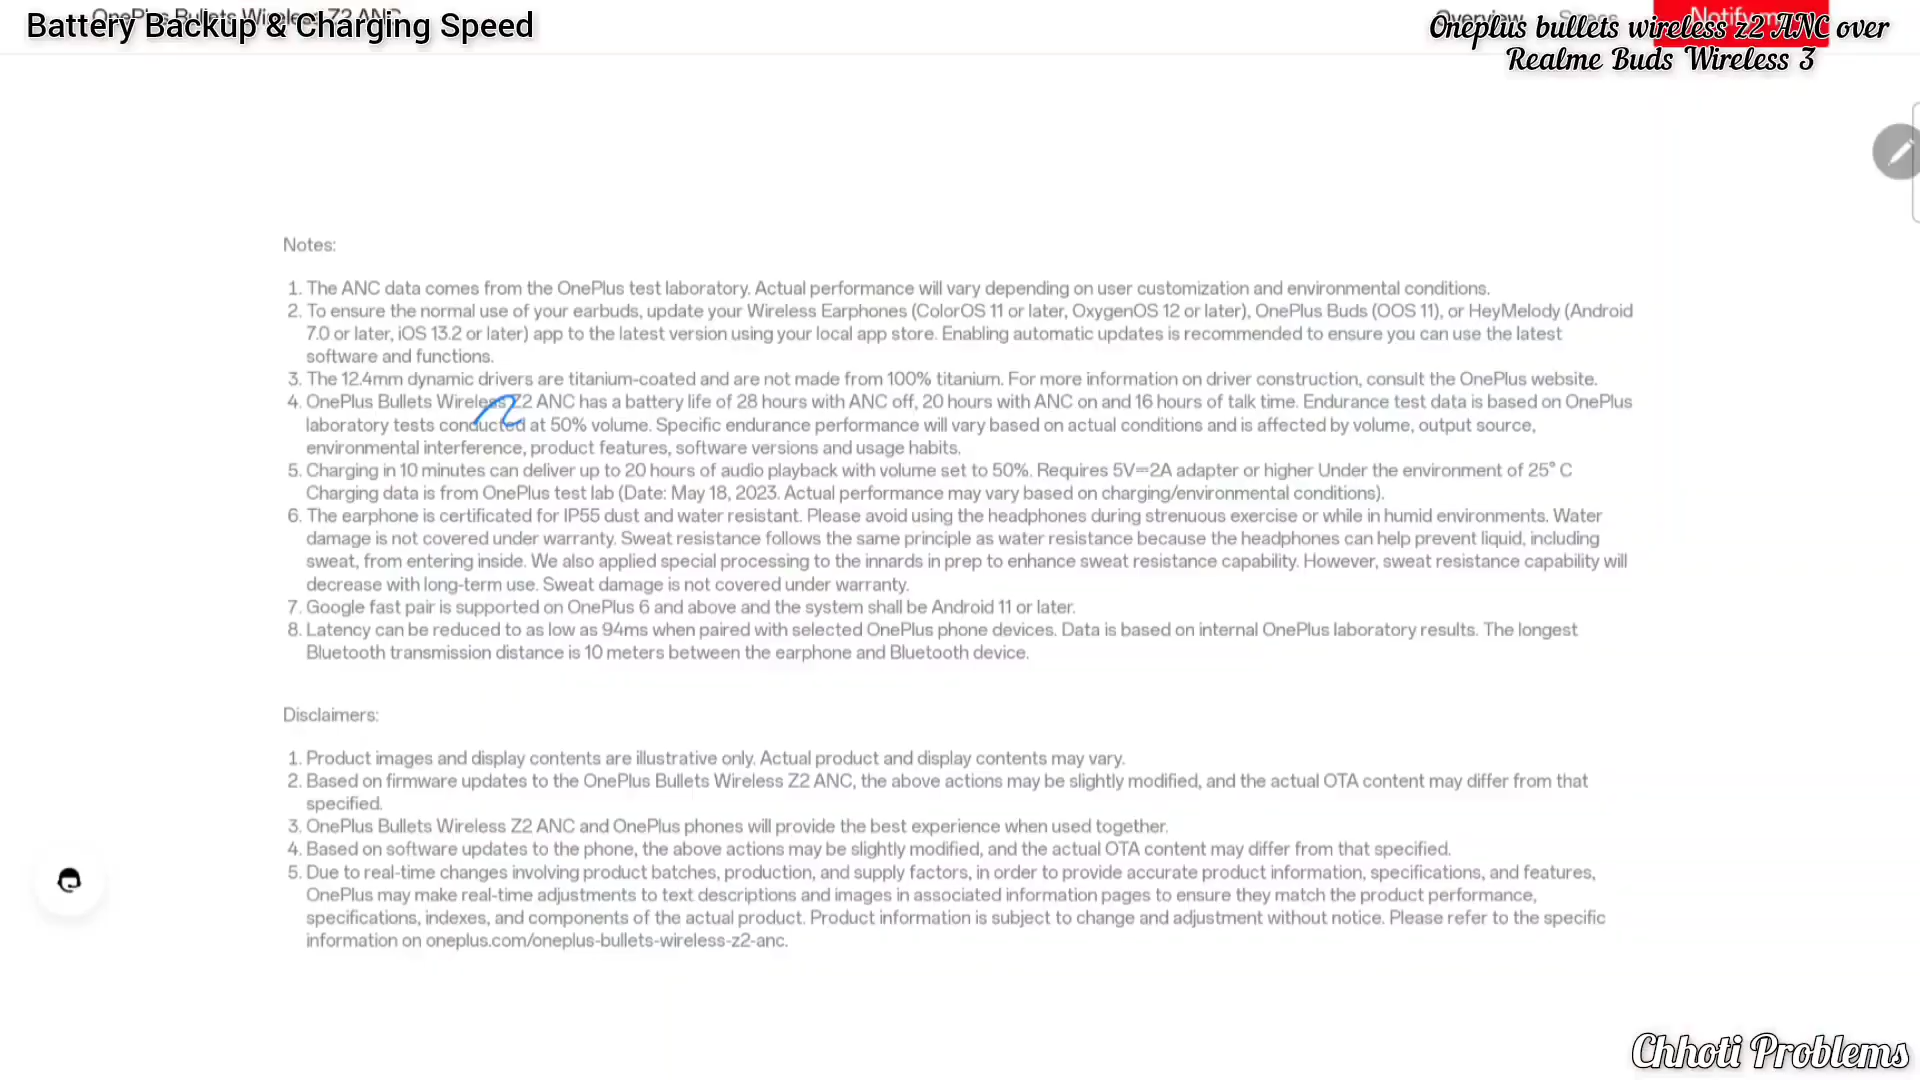 OnePlus Bullets Wireless Z2 ANC
Battery Backup & Charging Speed
Overview Specs Notify m
Oneplus bullets wireless z2 ANC over
Realme Buds Wireless 3
Notes:
1. The ANC data comes from the OnePlus test laboratory. Actual performance will vary depending on user customization and environmental conditions.
2. To ensure the normal use of your earbuds, update your Wireless Earphones (ColorOS 11 or later, OxygenOS 12 or later), OnePlus Buds (OOS 11), or HeyMelody (Android
7.0 or later, iOS 13.2 or later) app to the latest version using your local app store. Enabling automatic updates is recommended to ensure you can use the latest
software and functions.
3. The 12.4mm dynamic drivers are titanium-coated and are not made from 100% titanium. For more information on driver construction, consult the OnePlus website.
4. OnePlus Bullets Wireless Z2 ANC has a battery life of 28 hours with ANC off, 20 hours with ANC on and 16 hours of talk time. Endurance test data is based on OnePlus
laboratory tests conducted at 50% volume. Specific endurance performance will vary based on actual conditions and is affected by volume, output source,
environmental interference, product features, software versions and usage habits.
5. Charging in 10 minutes can deliver up to 20 hours of audio playback with volume set to 50%. Requires 5V=2A adapter or higher Under the environment of 25° C
Charging data is from OnePlus test lab (Date: May 18, 2023. Actual performance may vary based on charging/environmental conditions).
6. The earphone is certificated for IP55 dust and water resistant. Please avoid using the headphones during strenuous exercise or while in humid environments. Water
damage is not covered under warranty. Sweat resistance follows the same principle as water resistance because the headphones can help prevent liquid, including
sweat, from entering inside. We also applied special processing to the innards in prep to enhance sweat resistance capability. However, sweat resistance capability will
decrease with long-term use. Sweat damage is not covered under warranty.
7. Google fast pair is supported on OnePlus 6 and above and the system shall be Android 11 or later.
8. Latency can be reduced to as low as 94ms when paired with selected OnePlus phone devices. Data is based on internal OnePlus laboratory results. The longest
Bluetooth transmission distance is 10 meters between the earphone and Bluetooth device.
Disclaimers:
1. Product images and display contents are illustrative only. Actual product and display contents may vary.
2. Based on firmware updates to the OnePlus Bullets Wireless Z2 ANC, the above actions may be slightly modified, and the actual OTA content may differ from that
specified.
3. OnePlus Bullets Wireless Z2 ANC and OnePlus phones will provide the best experience when used together.
4. Based on software updates to the phone, the above actions may be slightly modified, and the actual OTA content may differ from that specified.
5. Due to real-time changes involving product batches, production, and supply factors, in order to provide accurate product information, specifications, and features,
OnePlus may make real-time adjustments to text descriptions and images in associated information pages to ensure they match the product performance,
specifications, indexes, and components of the actual product. Product information is subject to change and adjustment without notice. Please refer to the specific
information on oneplus.com/oneplus-bullets-wireless-z2-anc.
Chhoti Problems